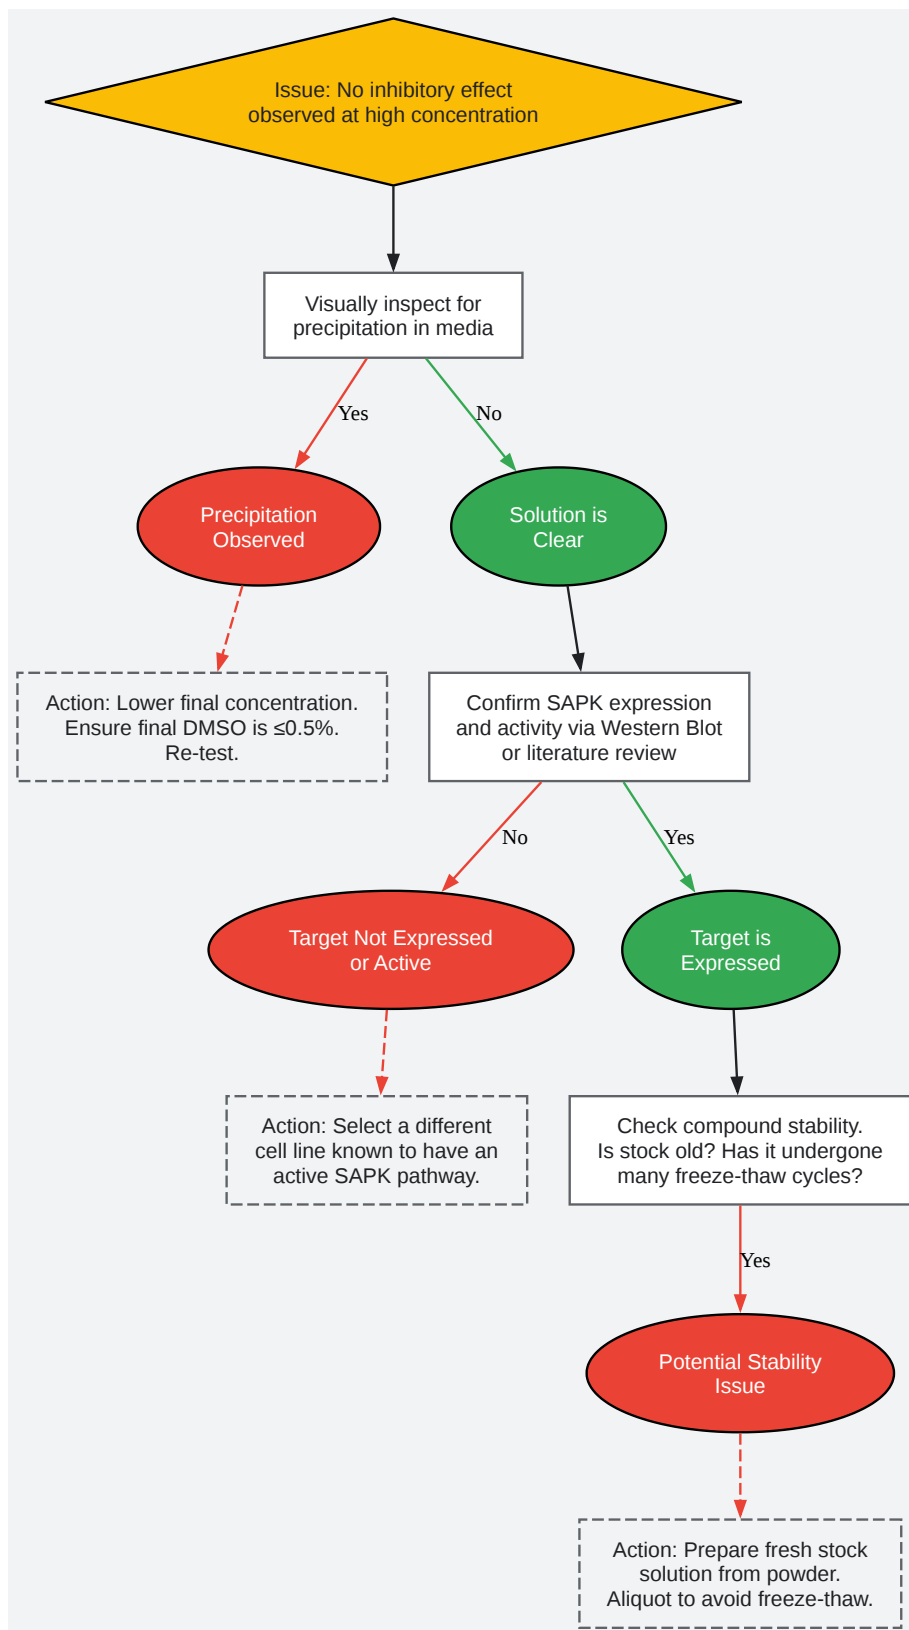 Issue: No inhibitory effect
observed at high concentration
Visually inspect for
precipitation in media
Yes
No
Precipitation
Observed
Solution is
Clear
Action: Lower final concentration.
Ensure final DMSO is ≤0.5%.
Re-test.
Confirm SAPK expression
and activity via Western Blot
or literature review
No
Yes
Target Not Expressed
or Active
Target is
Expressed
Action: Select a different
cell line known to have an
active SAPK pathway.
Check compound stability.
Is stock old? Has it undergone
many freeze-thaw cycles?
Yes
Potential Stability
Issue
Action: Prepare fresh stock
solution from powder.
Aliquot to avoid freeze-thaw.